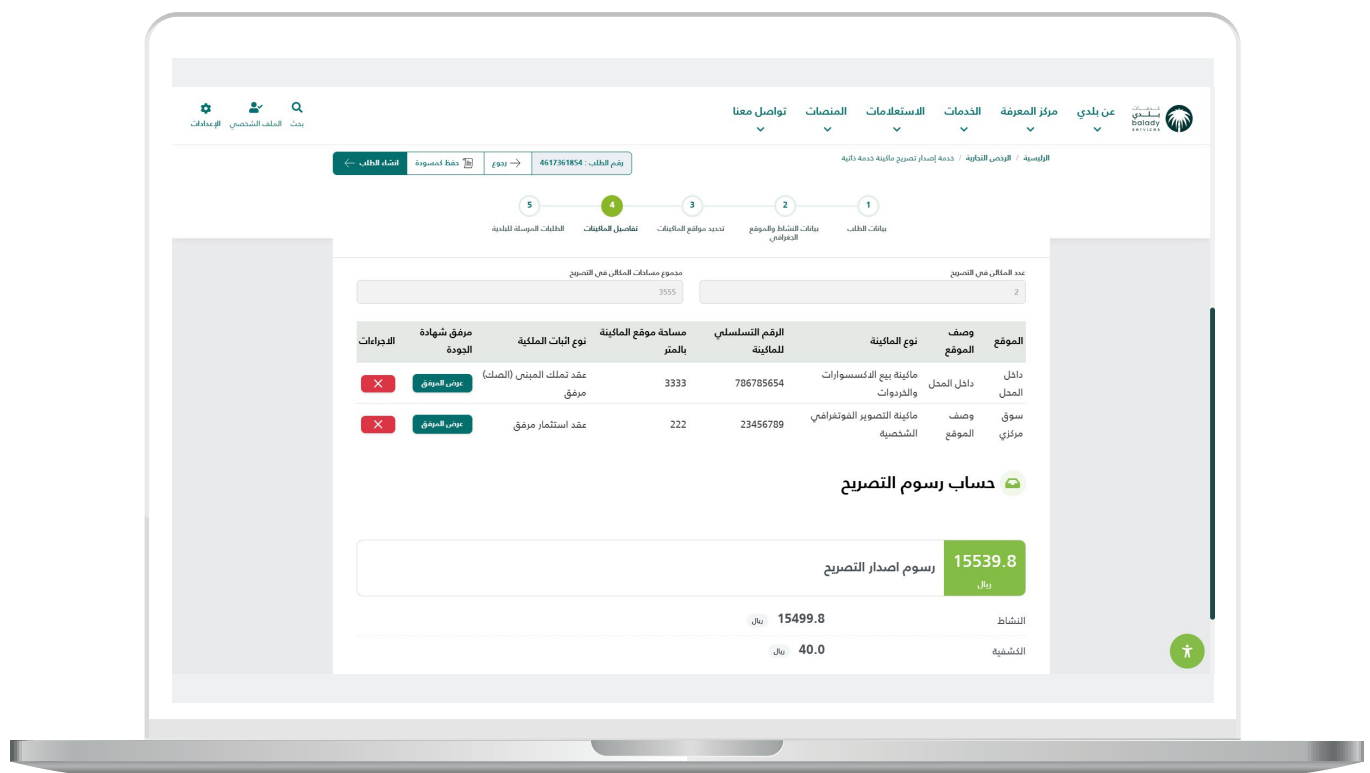 خدمات
بلدي
balady
services
عن بلدي
مركز المعرفة
الخدمات
الاستعلامات
المنصات
تواصل معنا
بحث
الملف الشخصي
الإعدادات
الرئيسية / الرخص التجارية / خدمة إصدار تصريح ماكينة خدمة ذاتية
رقم الطلب : 4617361854
رجوع
حفظ كمسودة
انشاء الطلب
1
2
3
4
5
بيانات الطلب
بيانات النشاط والموقع
الجغرافي
تحديد مواقع الماكينات
تفاصيل الماكينات
الطلبات المرسلة للبلدية
عدد المكائن في التصريح
مجموع مساحات المكائن في التصريح
2
3555
الموقع
وصف
الموقع
نوع الماكينة
الرقم التسلسلي
للماكينة
مساحة موقع الماكينة
بالمتر
نوع اثبات الملكية
مرفق شهادة
الجودة
الاجراءات
داخل
المحل
داخل المحل
ماكينة بيع الاكسسوارات
والخردوات
786785654
3333
عقد تملك المبنى (الصك)
مرفق
عرض المرفق
سوق
مركزي
وصف
الموقع
ماكينة التصوير الفوتغرافي
الشخصية
23456789
222
عقد استثمار مرفق
عرض المرفق
حساب رسوم التصريح
15539.8
ريال
رسوم اصدار التصريح
النشاط
15499.8 ريال
الكشفية
40.0 ريال